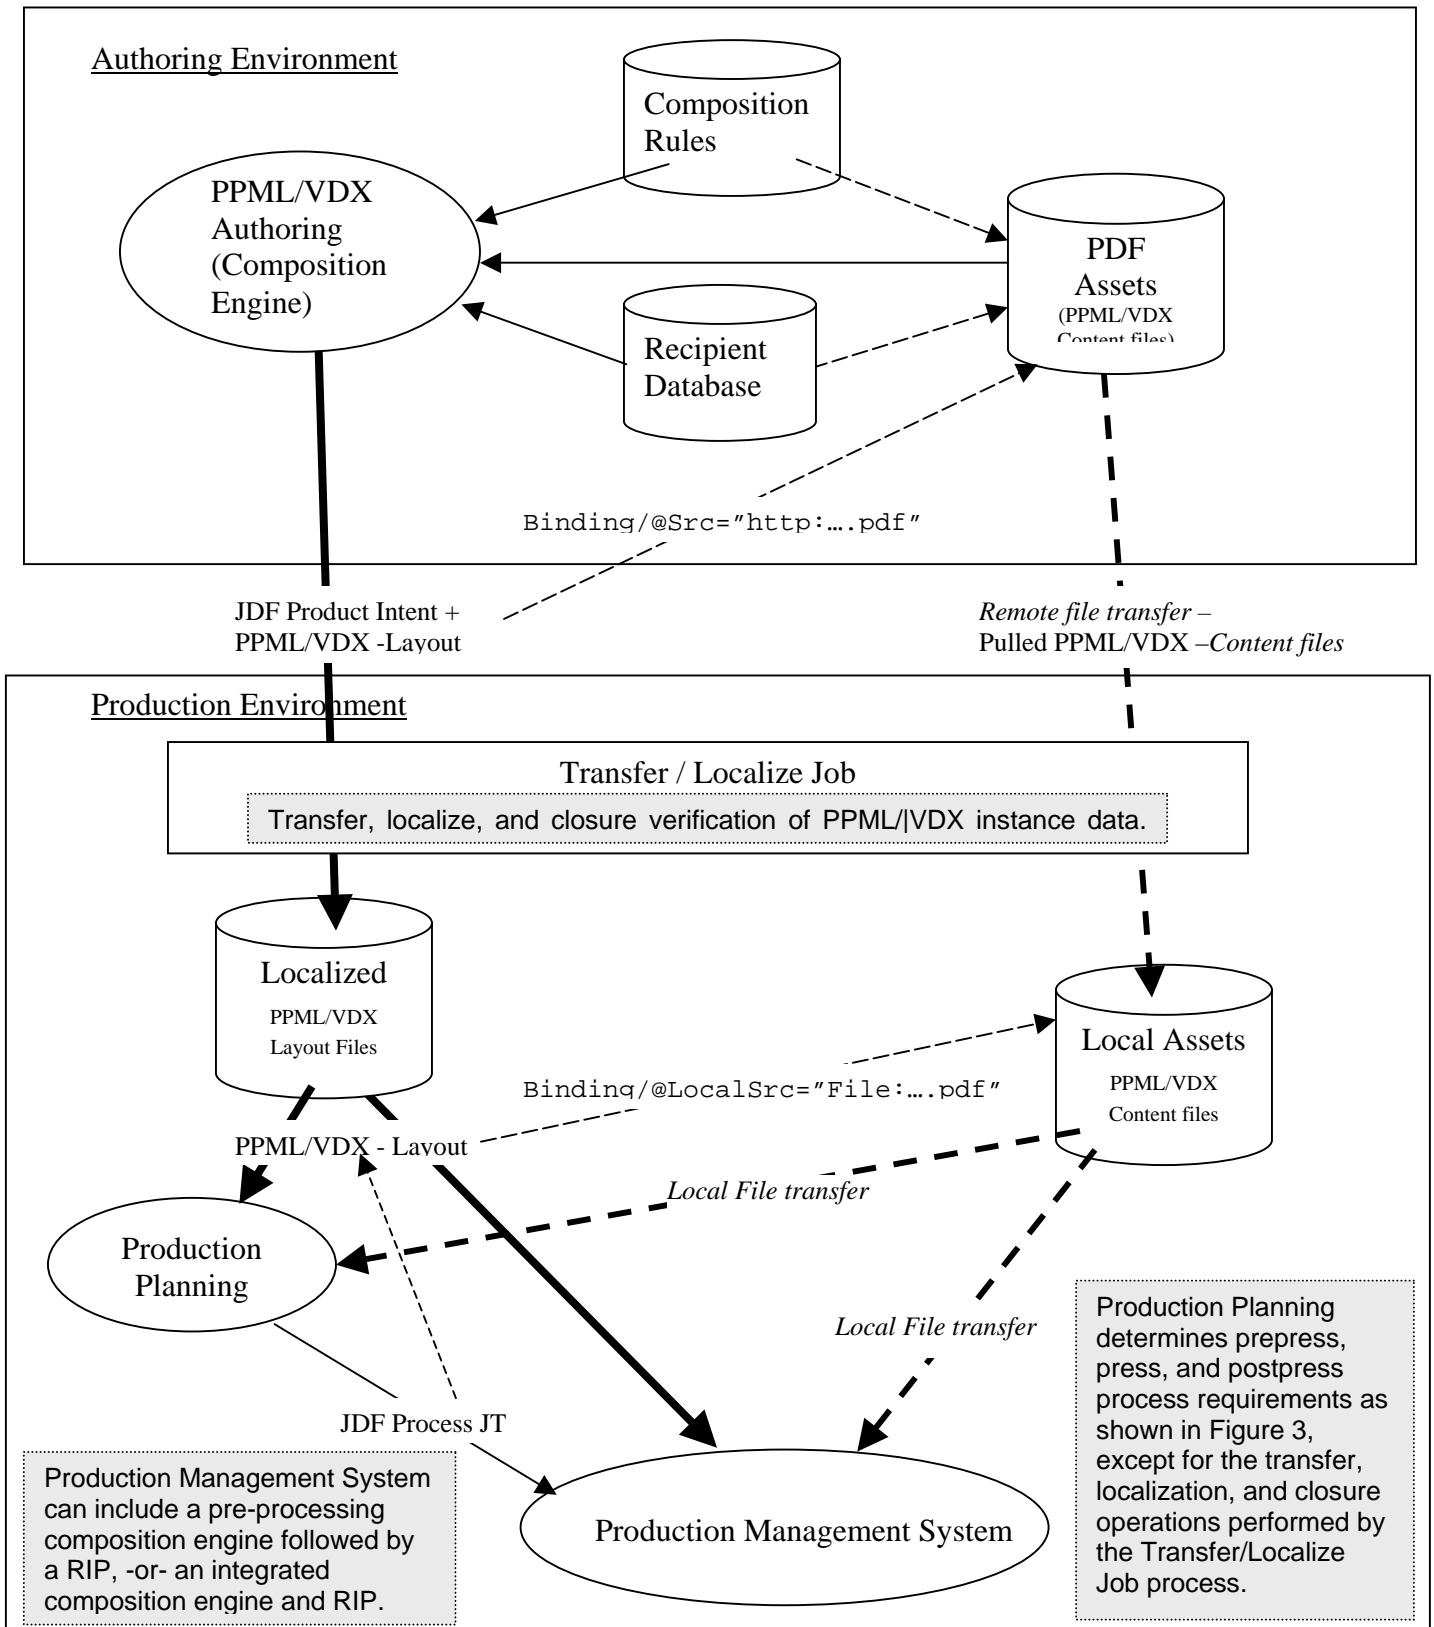 Authoring Environment
Composition
Rules
PPML/VDX
Authoring
(Composition
Engine)
PDF
Assets
(PPML/VDX
Content files)
Recipient
Database
Binding/@Src="http:….pdf"
JDF Product Intent +
PPML/VDX -Layout
Remote file transfer –
Pulled PPML/VDX –Content files
Production Environment
Transfer / Localize Job
Transfer, localize, and closure verification of PPML/|VDX instance data.
Localized
PPML/VDX
Layout Files
Local Assets
PPML/VDX
Content files
Binding/@LocalSrc="File:….pdf"
PPML/VDX - Layout
Local File transfer
Production
Planning
Local File transfer
Production Planning
determines prepress,
press, and postpress
process requirements as
shown in Figure 3,
except for the transfer,
localization, and closure
operations performed by
the Transfer/Localize
Job process.
JDF Process JT
Production Management System
can include a pre-processing
composition engine followed by
a RIP, -or- an integrated
composition engine and RIP.
Production Management System